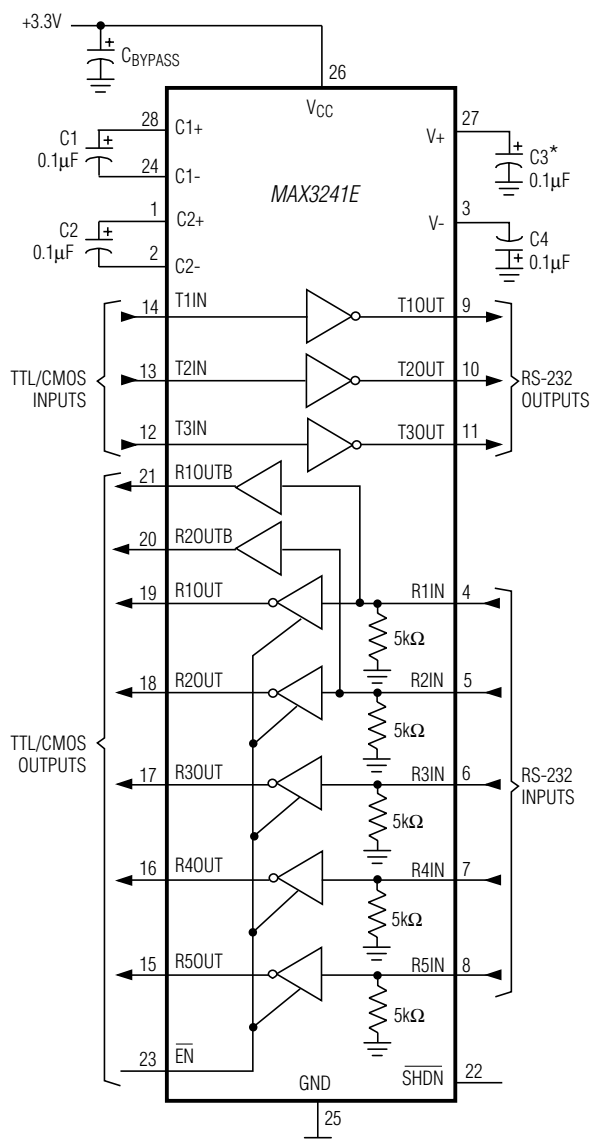 +3.3V
CBYPASS
26
VCC
28
C1+
C1
0.1μF
24
C1-
27
V+
C3*
0.1μF
MAX3241E
1
C2+
C2
0.1μF
2
C2-
3
V-
C4
0.1μF
14
T1IN
T1OUT
9
13
T2IN
T2OUT
10
TTL/CMOS
INPUTS
RS-232
OUTPUTS
12
T3IN
T3OUT
11
21
R1OUTB
20
R2OUTB
19
R1OUT
R1IN
4
5kΩ
18
R2OUT
R2IN
5
5kΩ
TTL/CMOS
OUTPUTS
17
R3OUT
R3IN
6
RS-232
INPUTS
5kΩ
16
R4OUT
R4IN
7
5kΩ
15
R5OUT
R5IN
8
5kΩ
23
EN
GND
SHDN
22
25